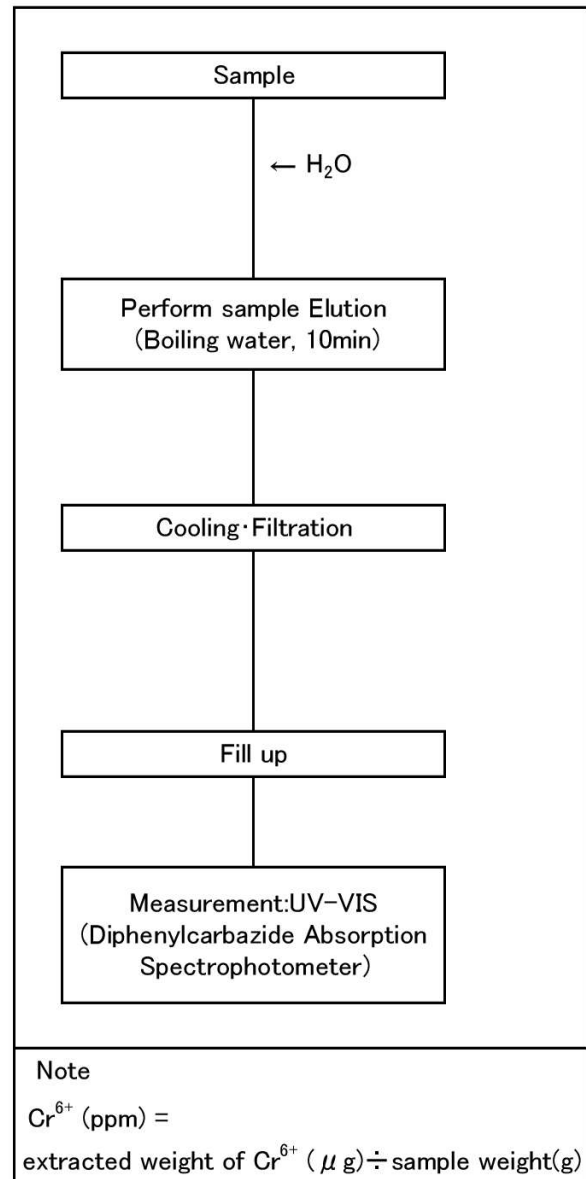 Sample
← H₂O
Perform sample Elution
(Boiling water, 10min)
Cooling・Filtration
Fill up
Measurement:UV-VIS
(Diphenylcarbazide Absorption
Spectrophotometer)
Note
Cr⁶⁺ (ppm) =
extracted weight of Cr⁶⁺ (μg)÷sample weight(g)